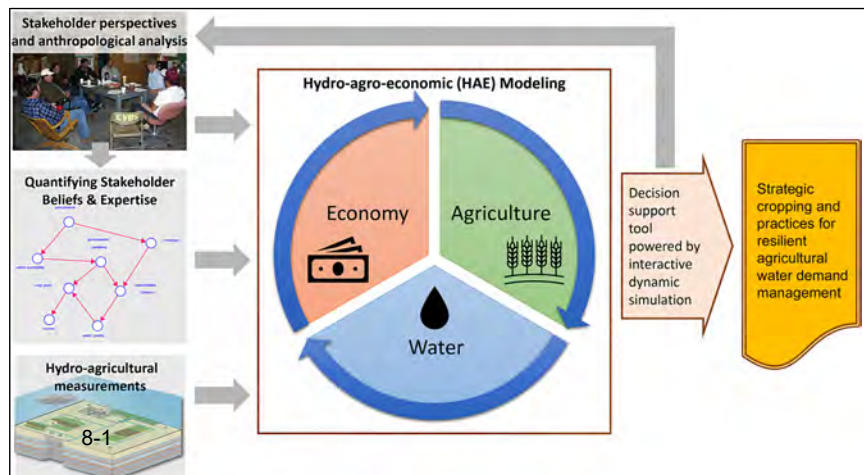 Stakeholder perspectives
and anthropological analysis
Quantifying Stakeholder
Beliefs & Expertise
Hydro-agricultural
measurements
8-1
Hydro-agro-economic (HAE) Modeling
Economy
Agriculture
Water
Decision
support
tool
powered by
interactive
dynamic
simulation
Strategic
cropping and
practices for
resilient
agricultural
water demand
management